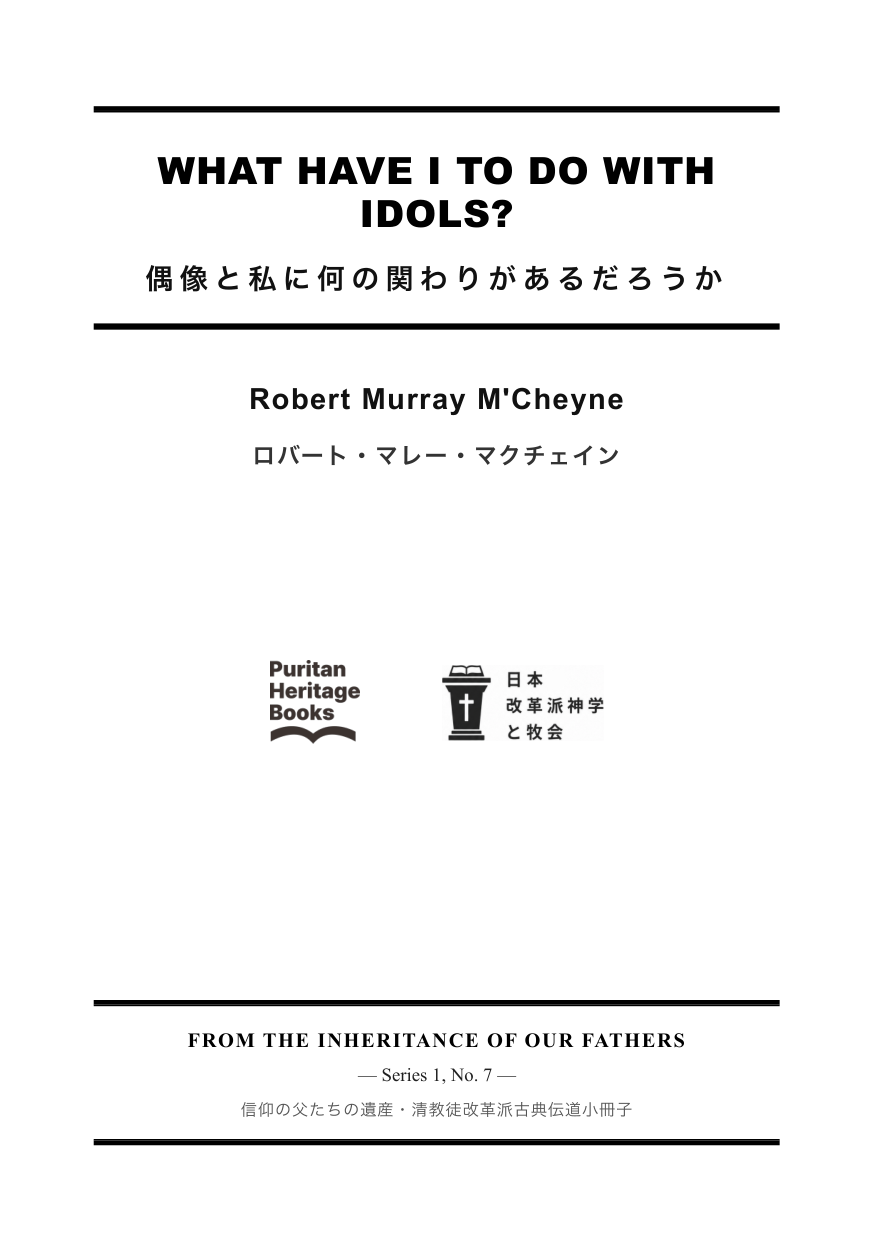 WHAT HAVE I TO DO WITH
IDOLS?
偶像と私に何の関わりがあるだろうか
Robert Murray M'Cheyne
ロバート・マレー・マクチェイン
Puritan
Heritage
Books
日本
改革派神学
と牧会
FROM THE INHERITANCE OF OUR FATHERS
— Series 1, No. 7 —
信仰の父たちの遺産・清教徒改革派古典伝道小冊子